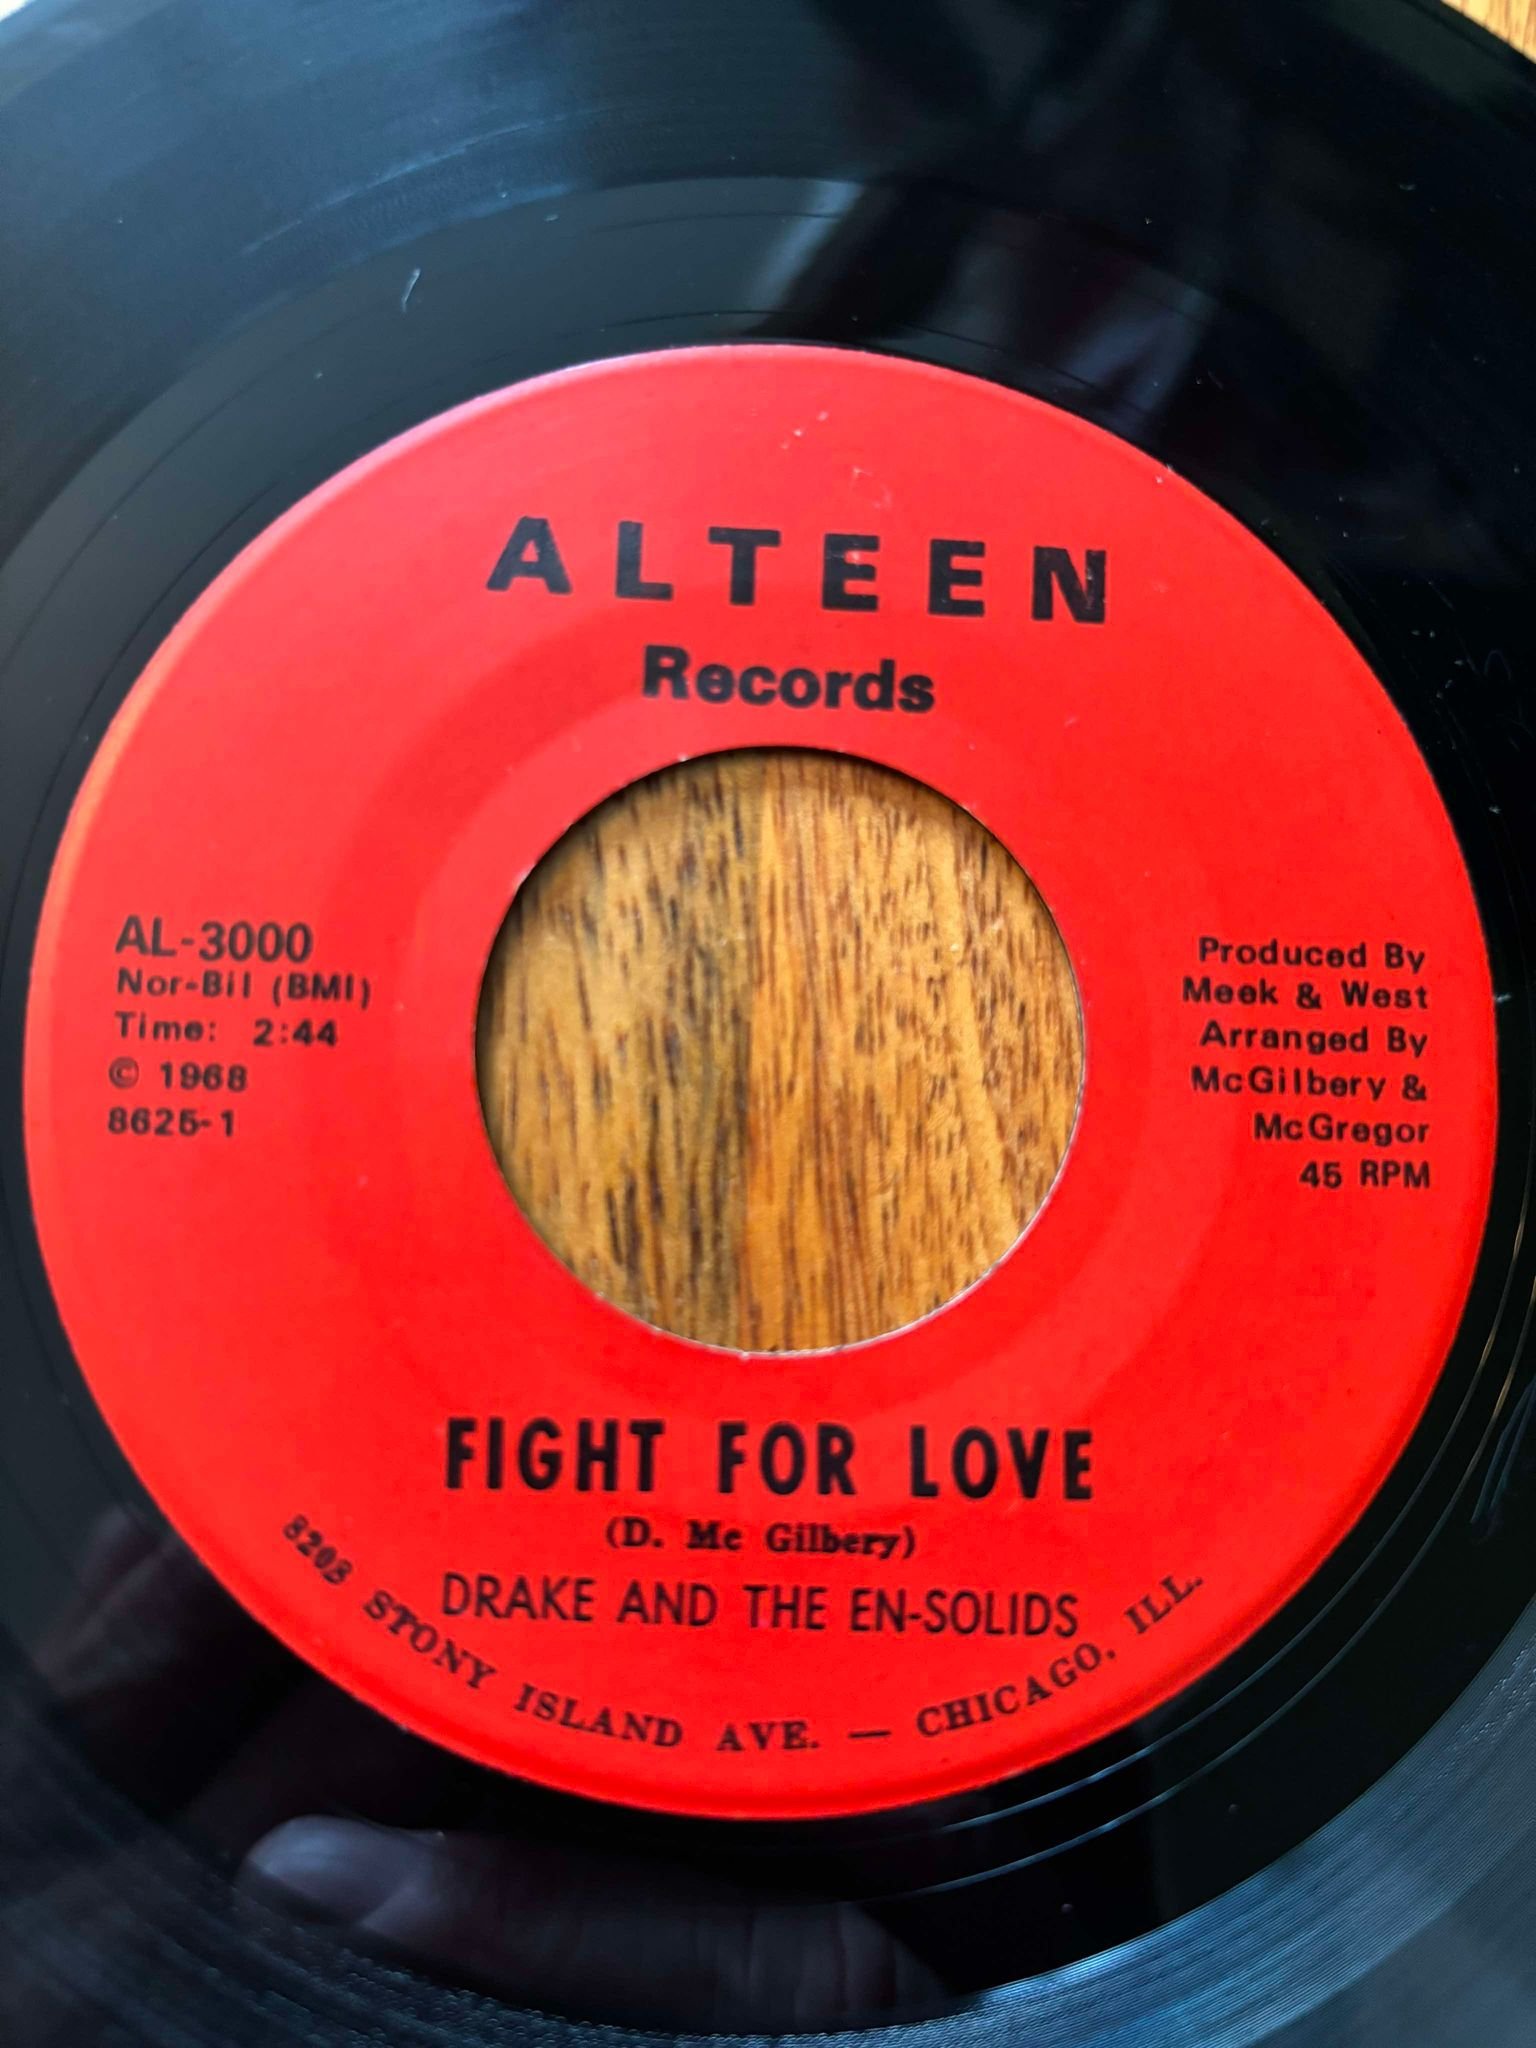 ALTEEN
Records
AL-3000
Nor-Bil (BMI)
Time: 2:44
© 1968
8625-1
Produced By
Meek & West
Arranged By
McGilbery &
McGregor
45 RPM
FIGHT FOR LOVE
(D. Mc Gilbery)
DRAKE AND THE EN-SOLIDS
8208 STONY ISLAND AVE. — CHICAGO, ILL.